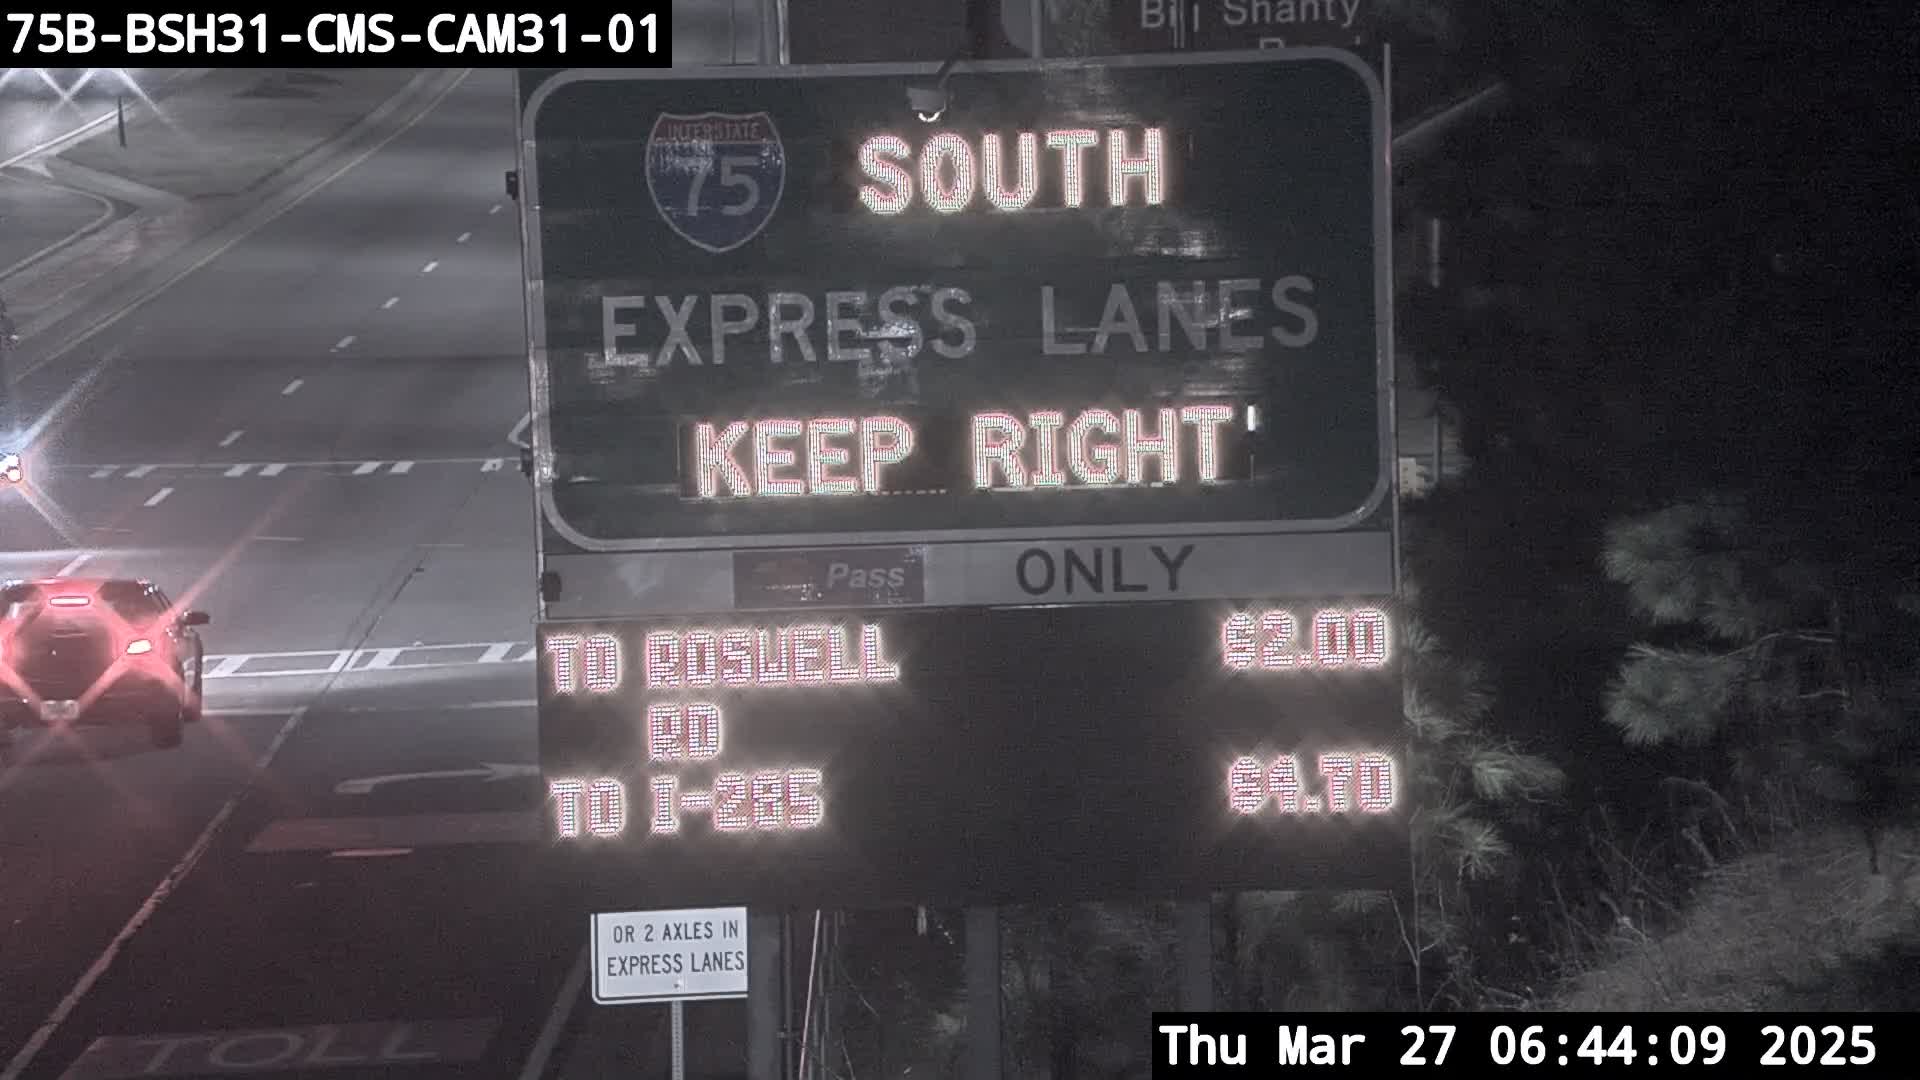 75B-BSH31-CMS-CAM31-01
Shanty
INTERSTATE
75
SOUTH
EXPRESS LANES
KEEP RIGHT
Pass ONLY
TO ROSWELL $2.00
RD
TO I-285 $4.70
OR 2 AXLES IN
EXPRESS LANES
TOLL
Thu Mar 27 06:44:09 2025